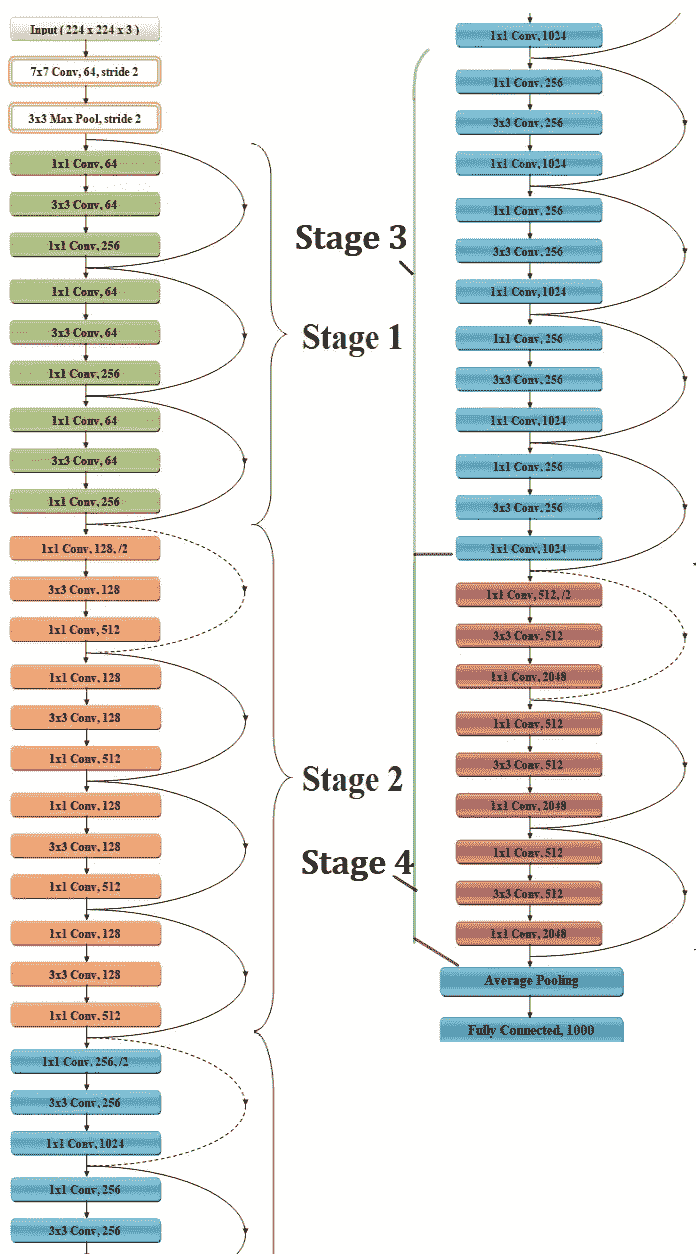 Input ( 224 x 224 x 3 )
7x7 Conv, 64, stride 2
3x3 Max Pool, stride 2
1x1 Conv, 64
3x3 Conv, 64
1x1 Conv, 256
1x1 Conv, 64
3x3 Conv, 64
1x1 Conv, 256
1x1 Conv, 64
3x3 Conv, 64
1x1 Conv, 256
Stage 1
1x1 Conv, 128, /2
3x3 Conv, 128
1x1 Conv, 512
1x1 Conv, 128
3x3 Conv, 128
1x1 Conv, 512
1x1 Conv, 128
3x3 Conv, 128
1x1 Conv, 512
1x1 Conv, 128
3x3 Conv, 128
1x1 Conv, 512
Stage 2
1x1 Conv, 256, /2
3x3 Conv, 256
1x1 Conv, 1024
1x1 Conv, 256
3x3 Conv, 256
1x1 Conv, 1024
1x1 Conv, 256
3x3 Conv, 256
1x1 Conv, 1024
1x1 Conv, 256
3x3 Conv, 256
1x1 Conv, 1024
1x1 Conv, 256
3x3 Conv, 256
1x1 Conv, 1024
1x1 Conv, 256
3x3 Conv, 256
1x1 Conv, 1024
Stage 3
1x1 Conv, 512, /2
3x3 Conv, 512
1x1 Conv, 2048
1x1 Conv, 512
3x3 Conv, 512
1x1 Conv, 2048
1x1 Conv, 512
3x3 Conv, 512
1x1 Conv, 2048
Stage 4
Average Pooling
Fully Connected, 1000